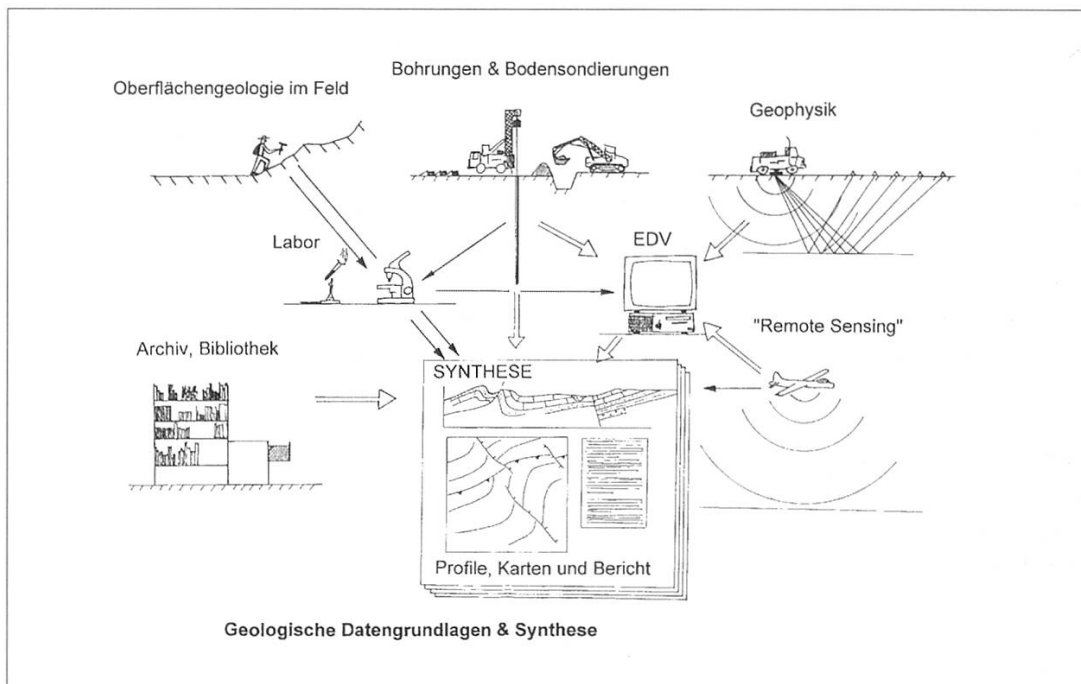 Bohrungen & Bodensondierungen
Oberflächengeologie im Feld
Geophysik
Labor
EDV
"Remote Sensing"
Archiv, Bibliothek
SYNTHESE
Profile, Karten und Bericht
Geologische Datengrundlagen & Synthese